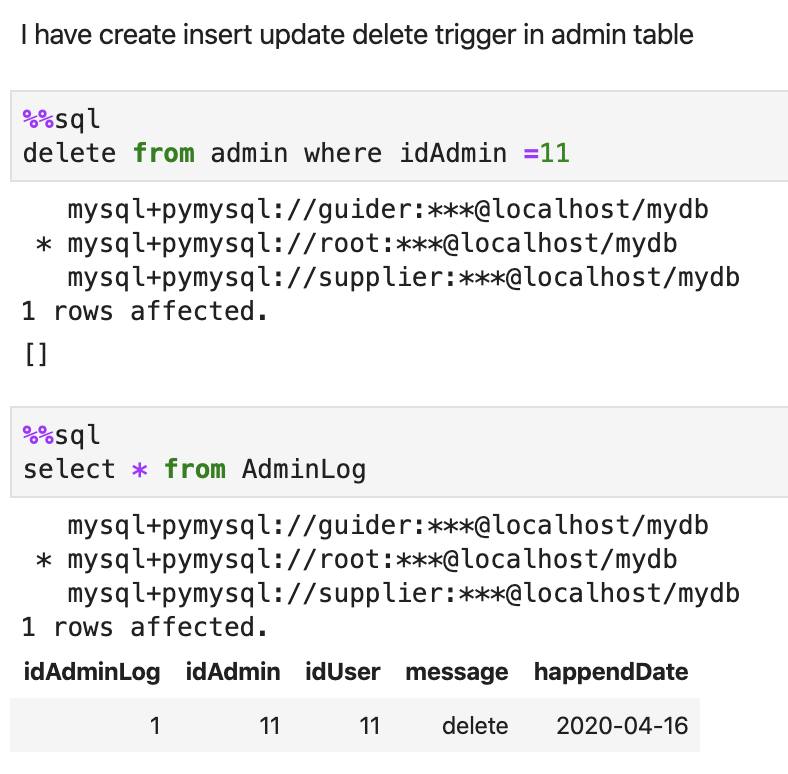 I have create insert update delete trigger in admin table
%%sql
delete from admin where idAdmin =11
mysql+pymysql://guider:***@localhost/mydb
* mysql+pymysql://root:***@localhost/mydb
mysql+pymysql://supplier:***@localhost/mydb
1 rows affected.
[]
%%sql
select * from AdminLog
mysql+pymysql://guider:***@localhost/mydb
* mysql+pymysql://root:***@localhost/mydb
mysql+pymysql://supplier:***@localhost/mydb
1 rows affected.
idAdminLog idAdmin idUser message happendDate
1 11 11 delete 2020-04-16